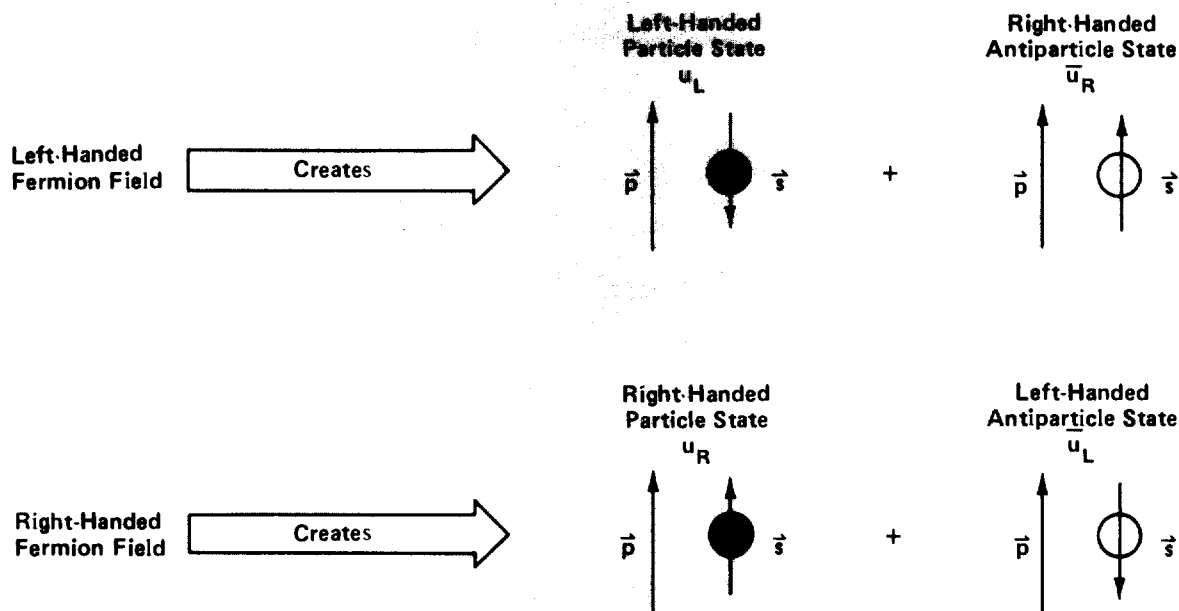 Left-Handed
Particle State
u_L
Right-Handed
Antiparticle State
ū_R
Left-Handed
Fermion Field
Creates
p⃗
s⃗
+
p⃗
s⃗
Right-Handed
Particle State
u_R
Left-Handed
Antiparticle State
ū_L
Right-Handed
Fermion Field
Creates
p⃗
s⃗
+
p⃗
s⃗